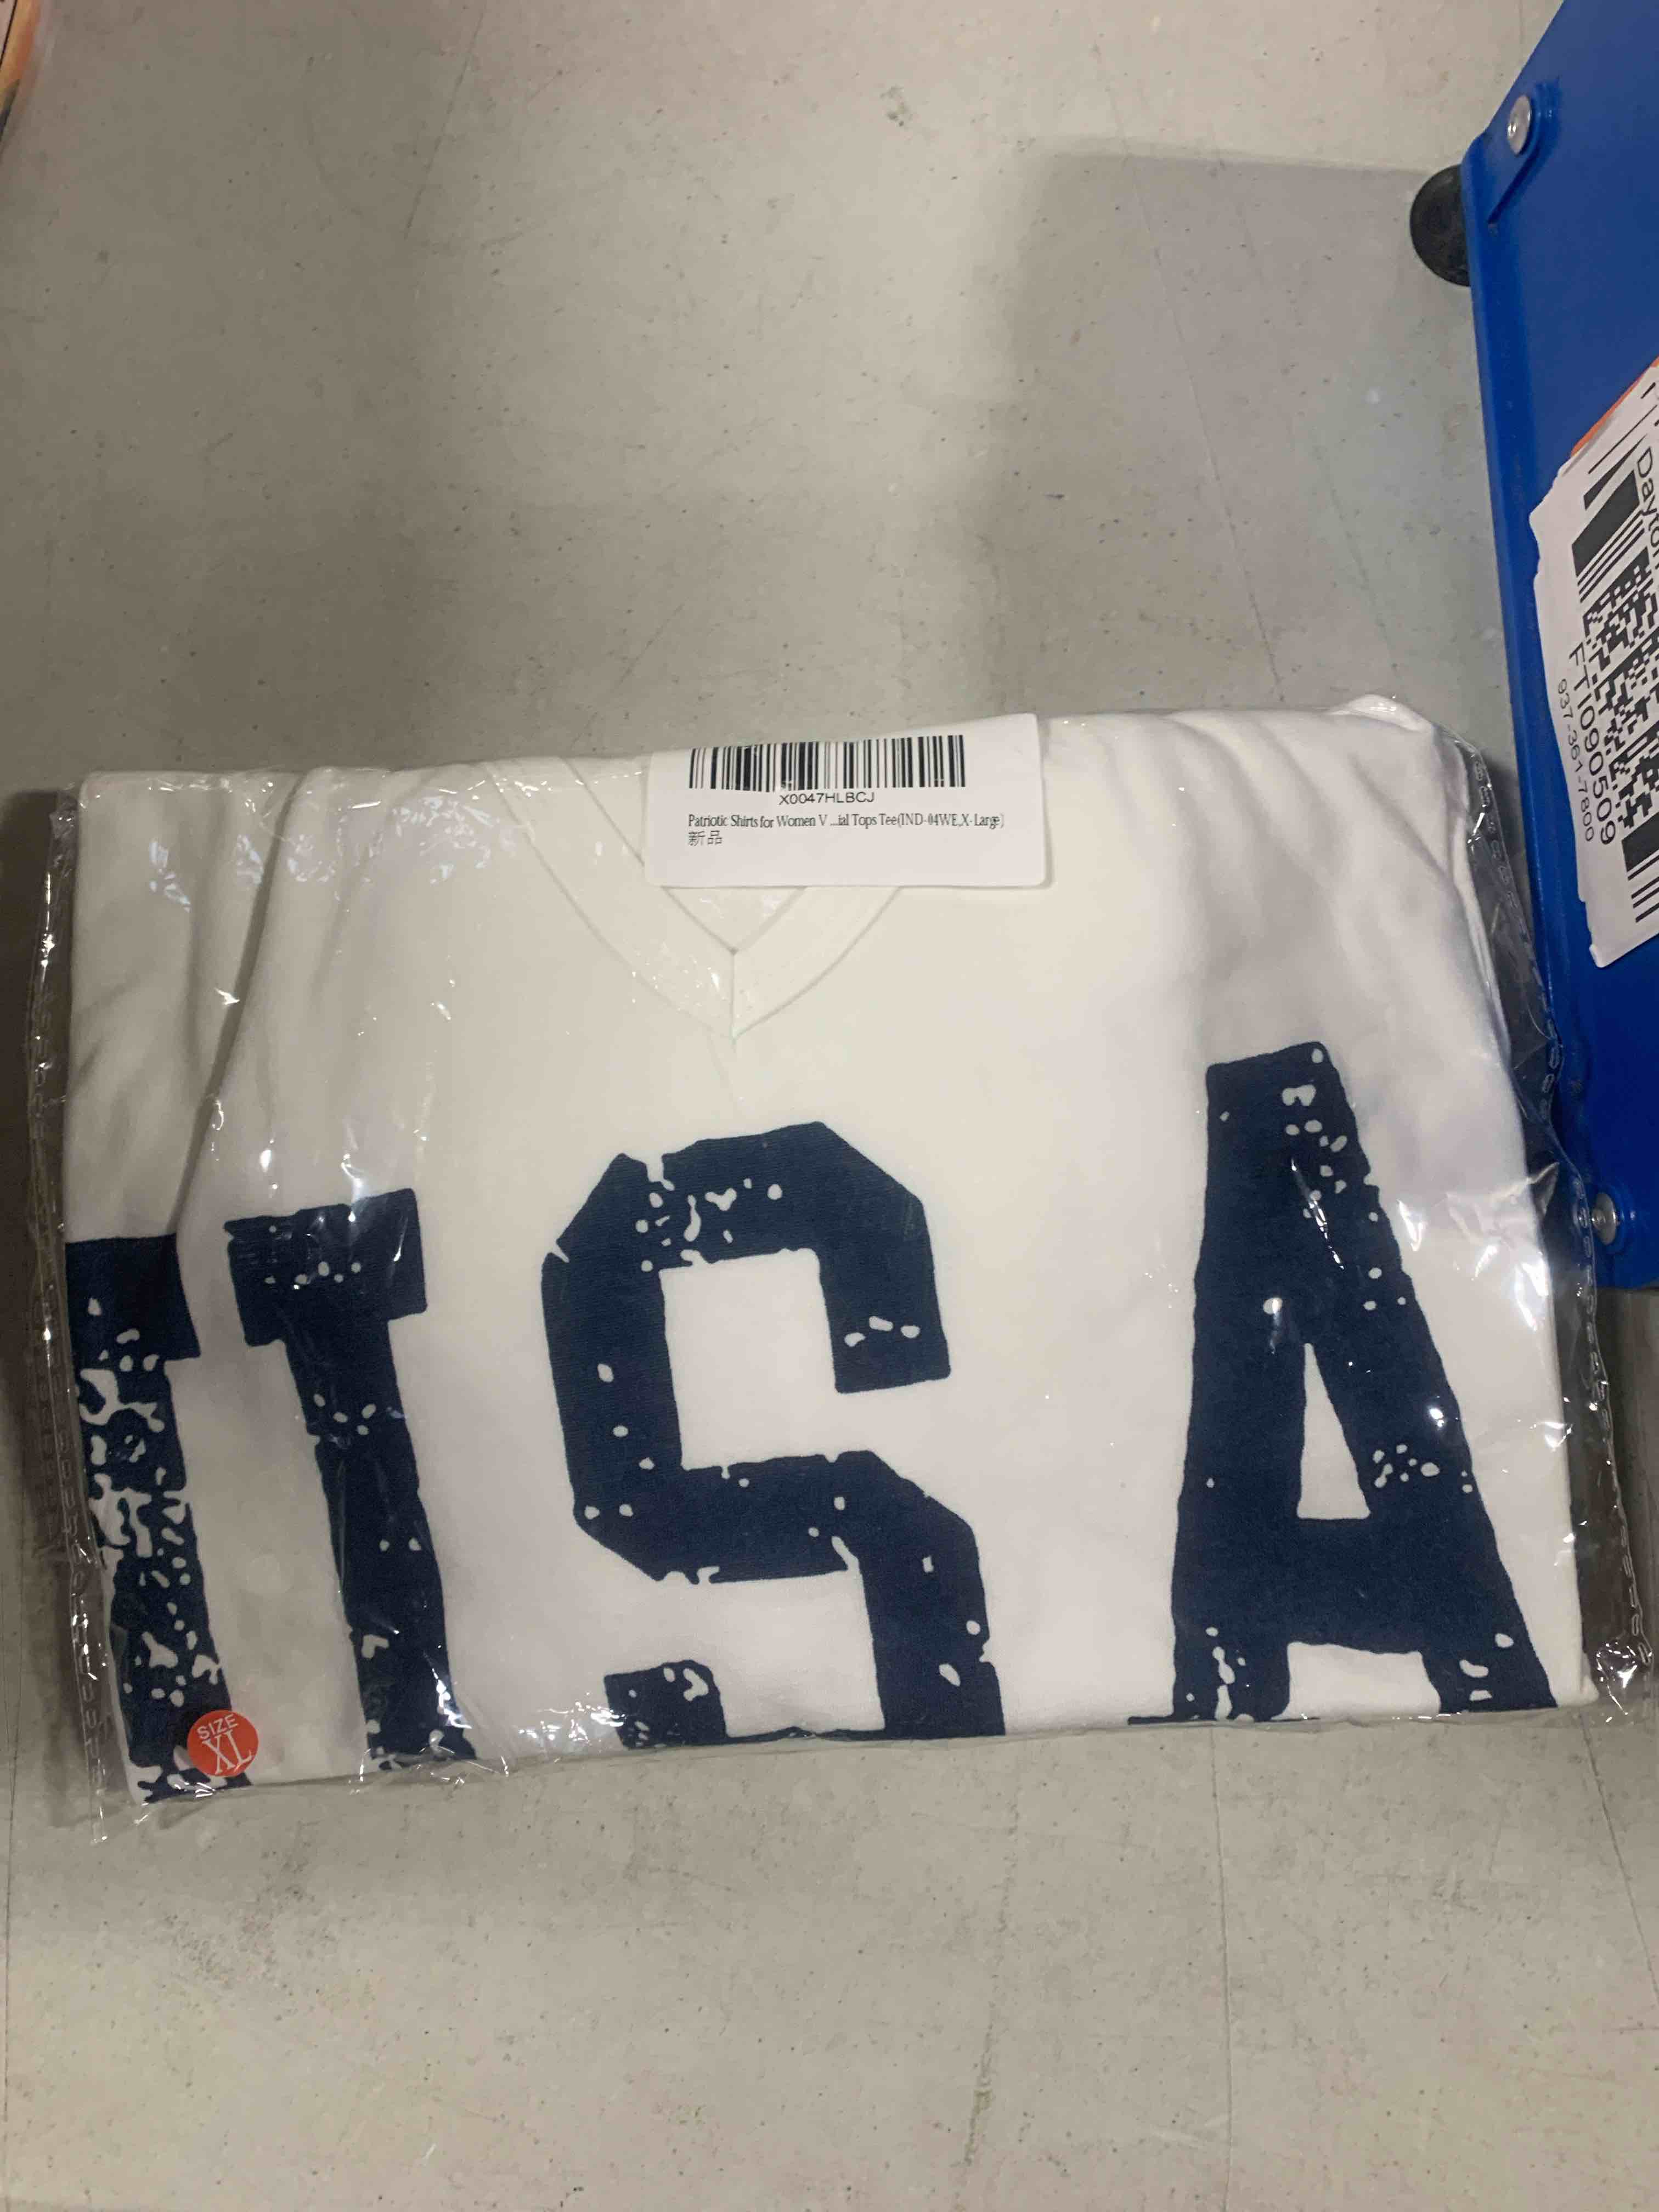 X0047HLBCJ
Patriotic Shirts for Women V ...ial Tops Tee(IND-04WE,X-Large)
新品
USA
SIZE
XL
Dayton
FTI090509
937-361-7800